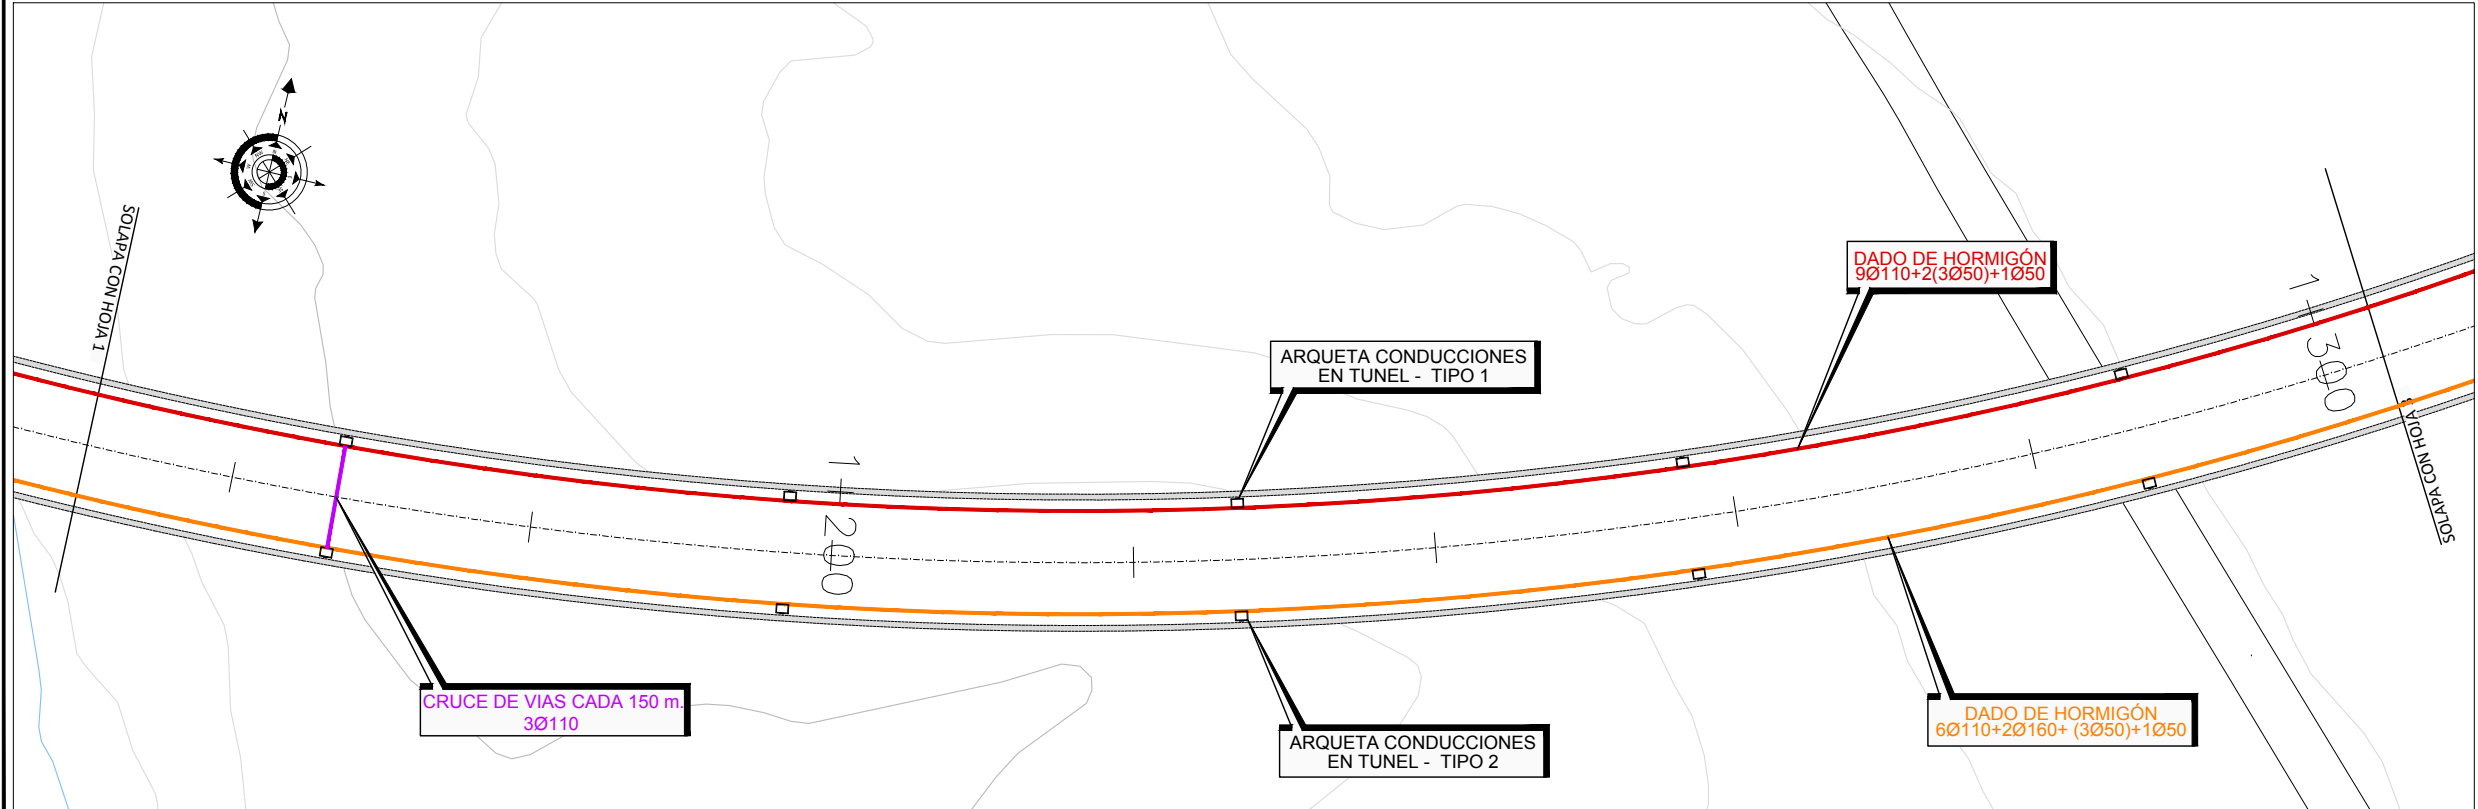 N
SOLAPA CON HOJA 1
DADO DE HORMIGÓN
9Ø110+2(3Ø50)+1Ø50
ARQUETA CONDUCCIONES
EN TUNEL - TIPO 1
1
300
1
200
SOLAPA CON HOJA 3
CRUCE DE VIAS CADA 150 m.
3Ø110
DADO DE HORMIGÓN
6Ø110+2Ø160+ (3Ø50)+1Ø50
ARQUETA CONDUCCIONES
EN TUNEL - TIPO 2